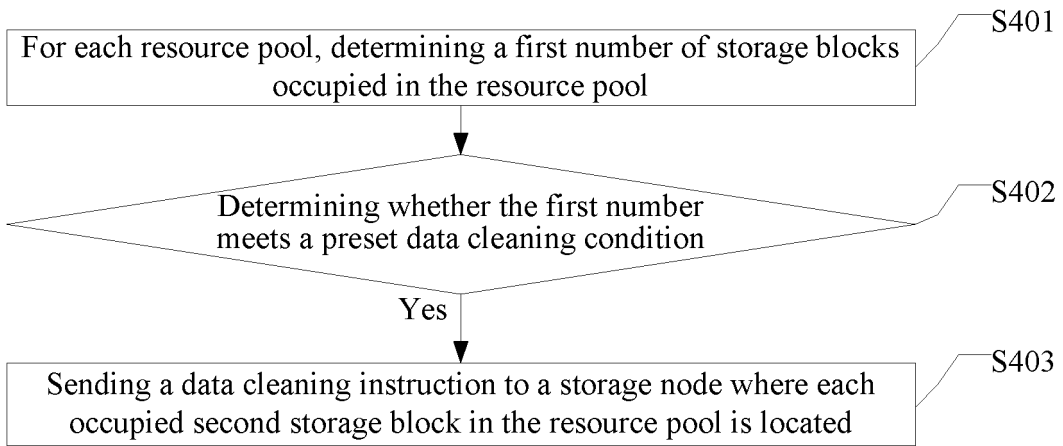 S401
For each resource pool, determining a first number of storage blocks
occupied in the resource pool
S402
Determining whether the first number
meets a preset data cleaning condition
Yes
S403
Sending a data cleaning instruction to a storage node where each
occupied second storage block in the resource pool is located